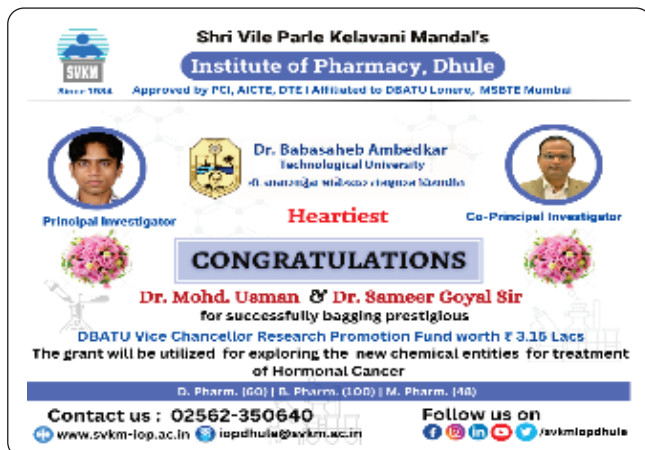 Shri Vile Parle Kelavani Mandal's
SVKM
Since 1934
Institute of Pharmacy, Dhule
Approved by PCI, AICTE, DTE | Affiliated to DBATU Lonere, MSBTE Mumbai
Dr. Babasaheb Ambedkar
Technological University
Principal Investigator
Heartiest
Co-Principal Investigator
CONGRATULATIONS
Dr. Mohd. Usman & Dr. Sameer Goyal Sir
for successfully bagging prestigious
DBATU Vice Chancellor Research Promotion Fund worth ₹ 3.15 Lacs
The grant will be utilized for exploring the new chemical entities for treatment
of Hormonal Cancer
D. Pharm. (60) | B. Pharm. (100) | M. Pharm. (48)
Contact us : 02562-350640
Follow us on
www.svkm-iop.ac.in iopdhule@svkm.ac.in
/svkmiopdhule